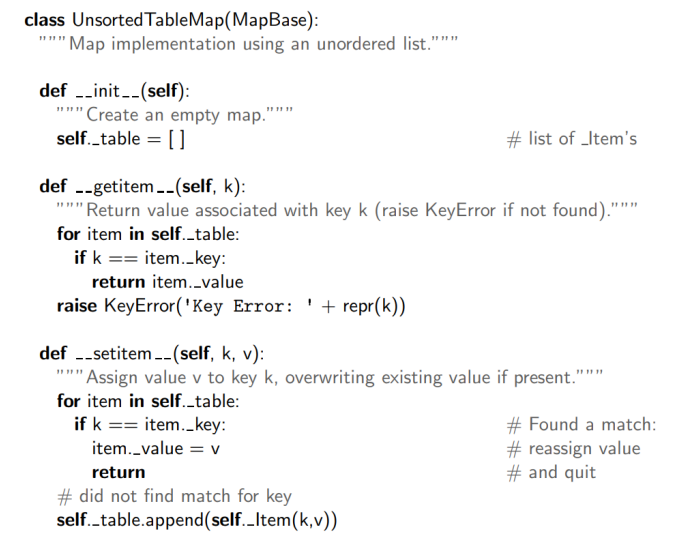 class UnsortedTableMap(MapBase):
"""Map implementation using an unordered list."""
def __init__(self):
"""Create an empty map."""
self._table = [ ] # list of _Item's
def __getitem__(self, k):
"""Return value associated with key k (raise KeyError if not found)."""
for item in self._table:
if k == item._key:
return item._value
raise KeyError('Key Error: ' + repr(k))
def __setitem__(self, k, v):
"""Assign value v to key k, overwriting existing value if present."""
for item in self._table:
if k == item._key: # Found a match:
item._value = v # reassign value
return # and quit
# did not find match for key
self._table.append(self._Item(k,v))